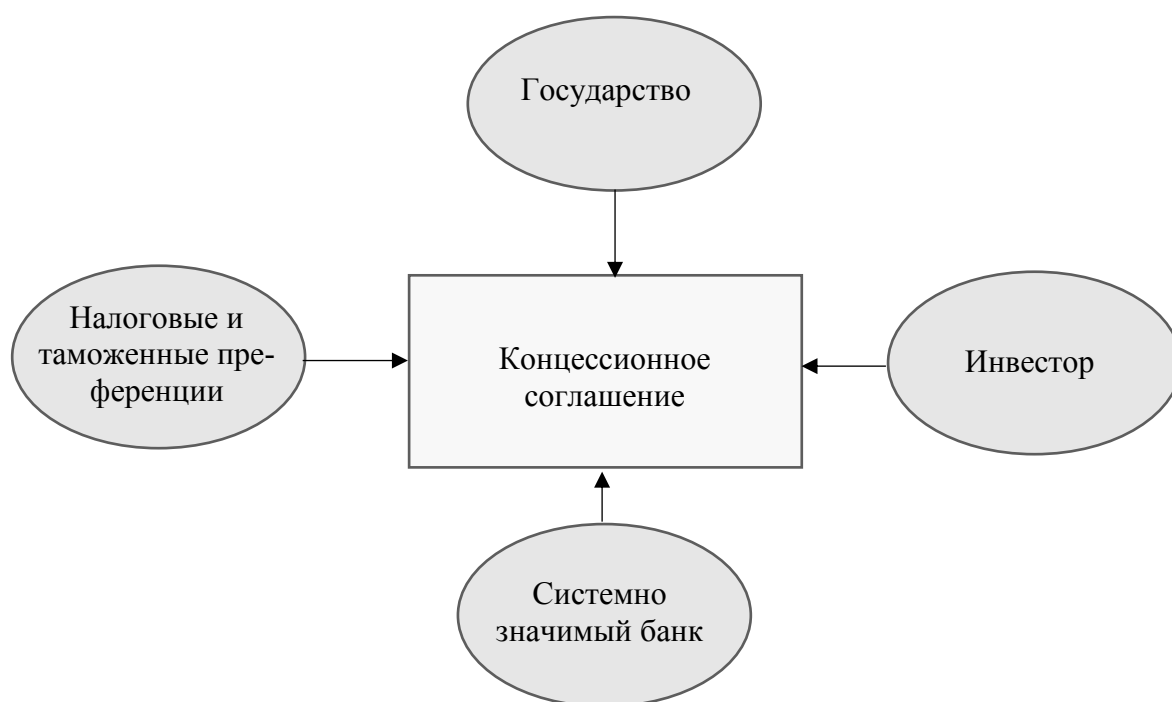 Государство
Налоговые и
таможенные пре-
ференции
Концессионное
соглашение
Инвестор
Системно
значимый банк